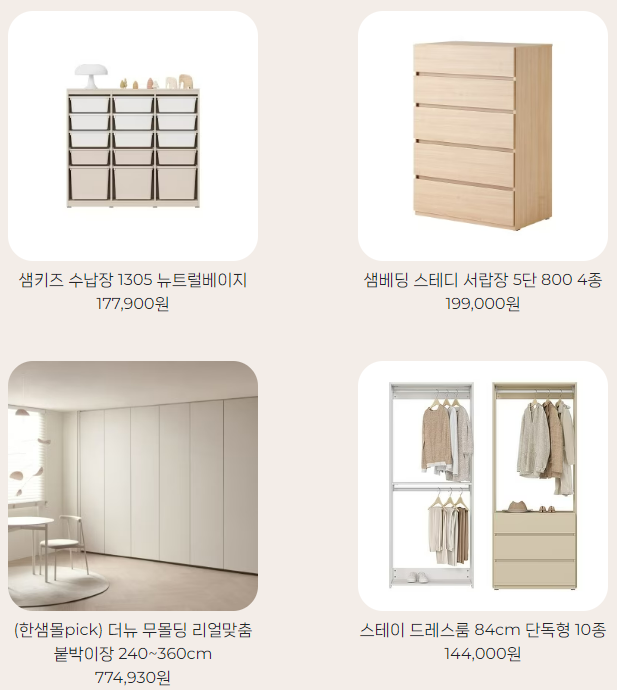 샘키즈 수납장 1305 뉴트럴베이지
177,900원
샘베딩 스테디 서랍장 5단 800 4종
199,000원
(한샘몰pick) 더뉴 무몰딩 리얼맞춤
붙박이장 240~360cm
774,930원
스테이 드레스룸 84cm 단독형 10종
144,000원